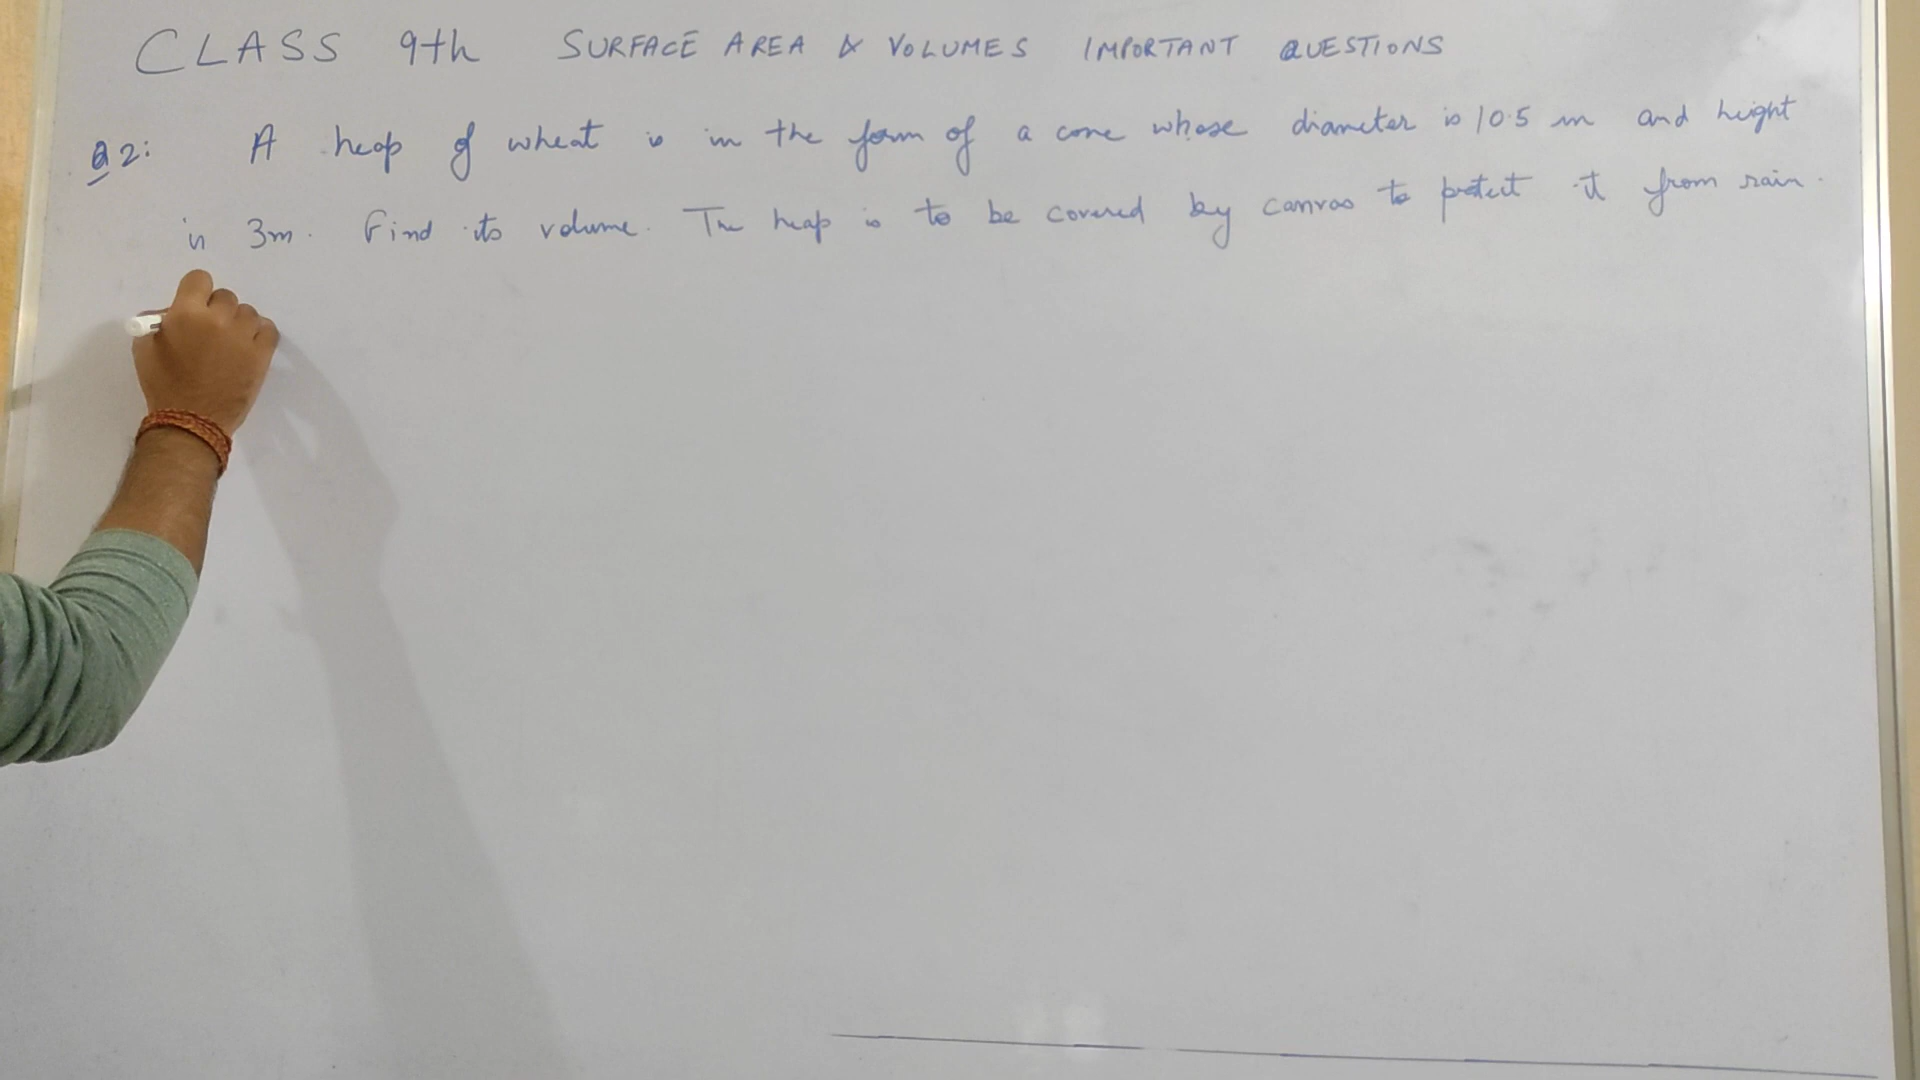 CLASS 9th SURFACE AREA & VOLUMES IMPORTANT QUESTIONS
Q2: A heap of wheat is in the form of a cone whose diameter is 10.5 m and height
is 3m. Find its volume. The heap is to be covered by canvas to protect it from rain.